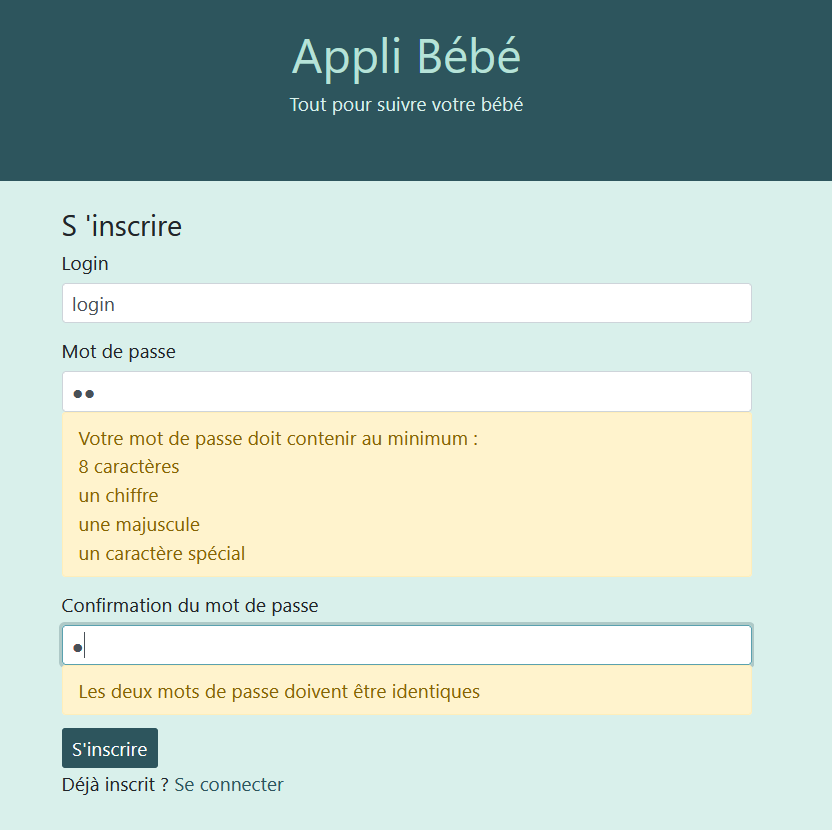 Appli Bébé
Tout pour suivre votre bébé
S 'inscrire
Login
login
Mot de passe
●●
Votre mot de passe doit contenir au minimum :
8 caractères
un chiffre
une majuscule
un caractère spécial
Confirmation du mot de passe
●
Les deux mots de passe doivent être identiques
S'inscrire
Déjà inscrit ? Se connecter